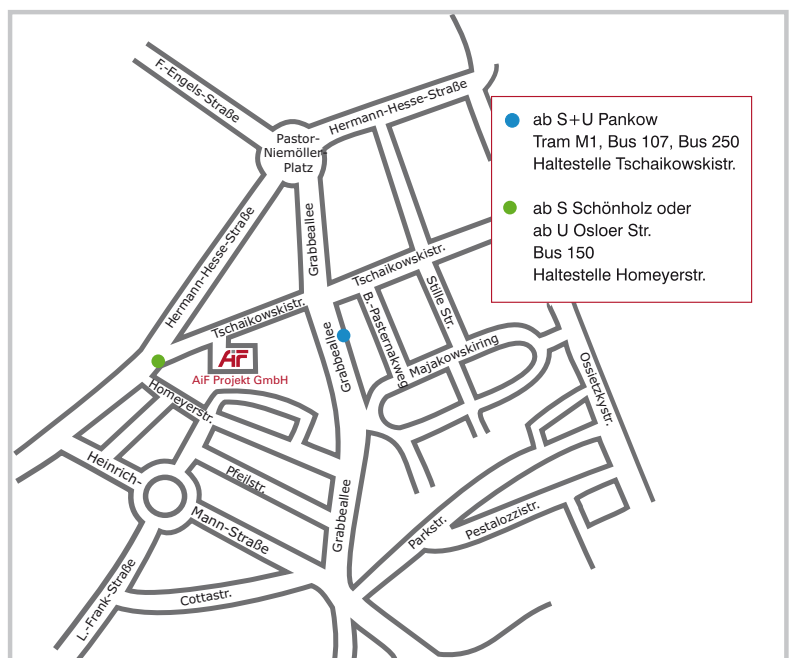 F.-Engels-Straße
Hermann-Hesse-Straße
Pastor-
Niemöller-
Platz
ab S+U Pankow
Tram M1, Bus 107, Bus 250
Haltestelle Tschaikowskistr.
ab S Schönholz oder
ab U Osloer Str.
Bus 150
Haltestelle Homeyerstr.
Hermann-Hesse-Straße
Grabbeallee
Tschaikowskistr.
Tschaikowskistr.
Stille Str.
B.-Pasternakweg
Grabbeallee
Majakowskiring
AiF
AiF Projekt GmbH
Ossietzkystr.
Homeyerstr.
Heinrich-
Mann-Straße
Pfeilstr.
Grabbeallee
Parkstr.
Pestalozzistr.
L.-Frank-Straße
Cottastr.